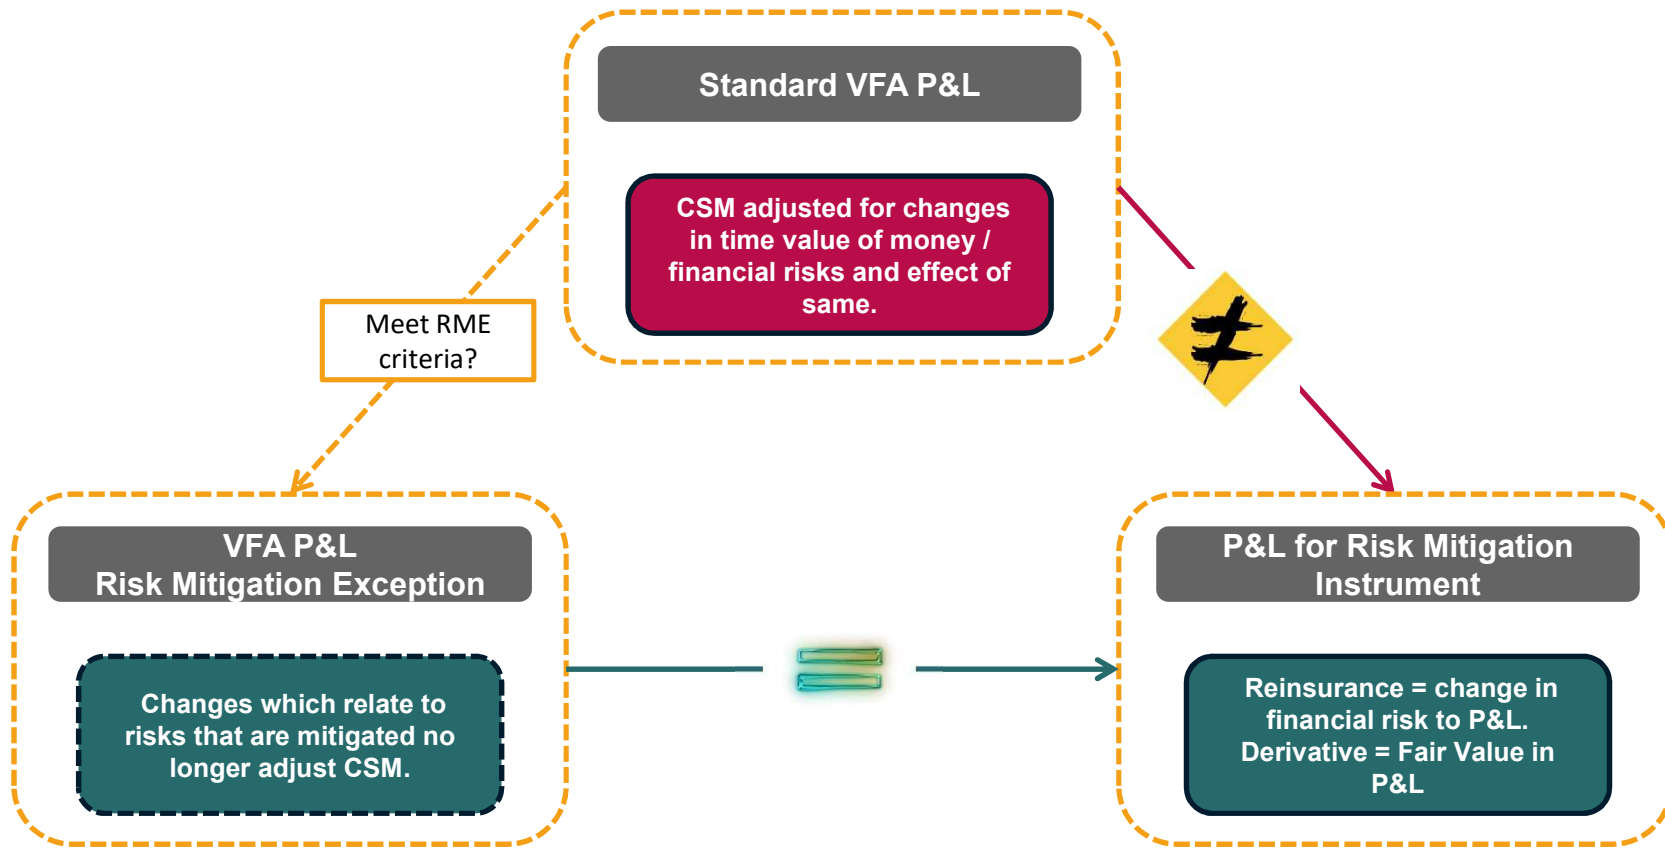 Standard VFA P&L
CSM adjusted for changes
in time value of money /
financial risks and effect of
same.
Meet RME
criteria?
≠
VFA P&L
Risk Mitigation Exception
Changes which relate to
risks that are mitigated no
longer adjust CSM.
=
P&L for Risk Mitigation
Instrument
Reinsurance = change in
financial risk to P&L.
Derivative = Fair Value in
P&L